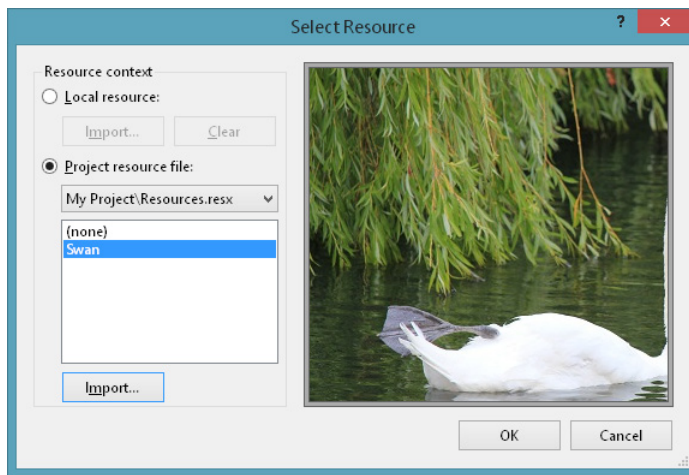 Select Resource
?
Resource context
Local resource:
Import...
Clear
Project resource file:
My Project\Resources.resx
(none)
Swan
Import...
OK
Cancel